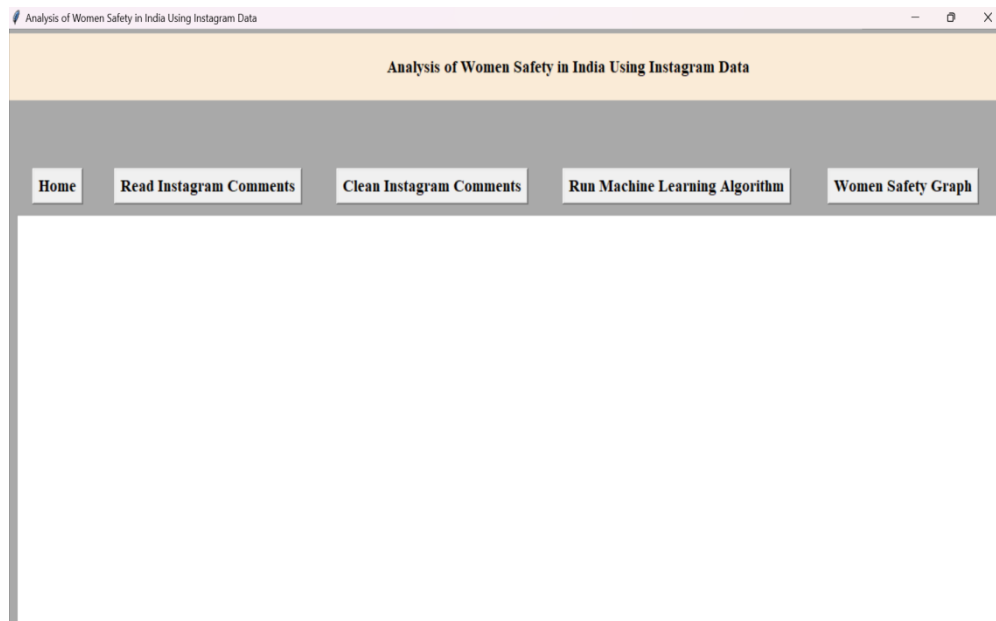 Analysis of Women Safety in India Using Instagram Data
Analysis of Women Safety in India Using Instagram Data
Home
Read Instagram Comments
Clean Instagram Comments
Run Machine Learning Algorithm
Women Safety Graph